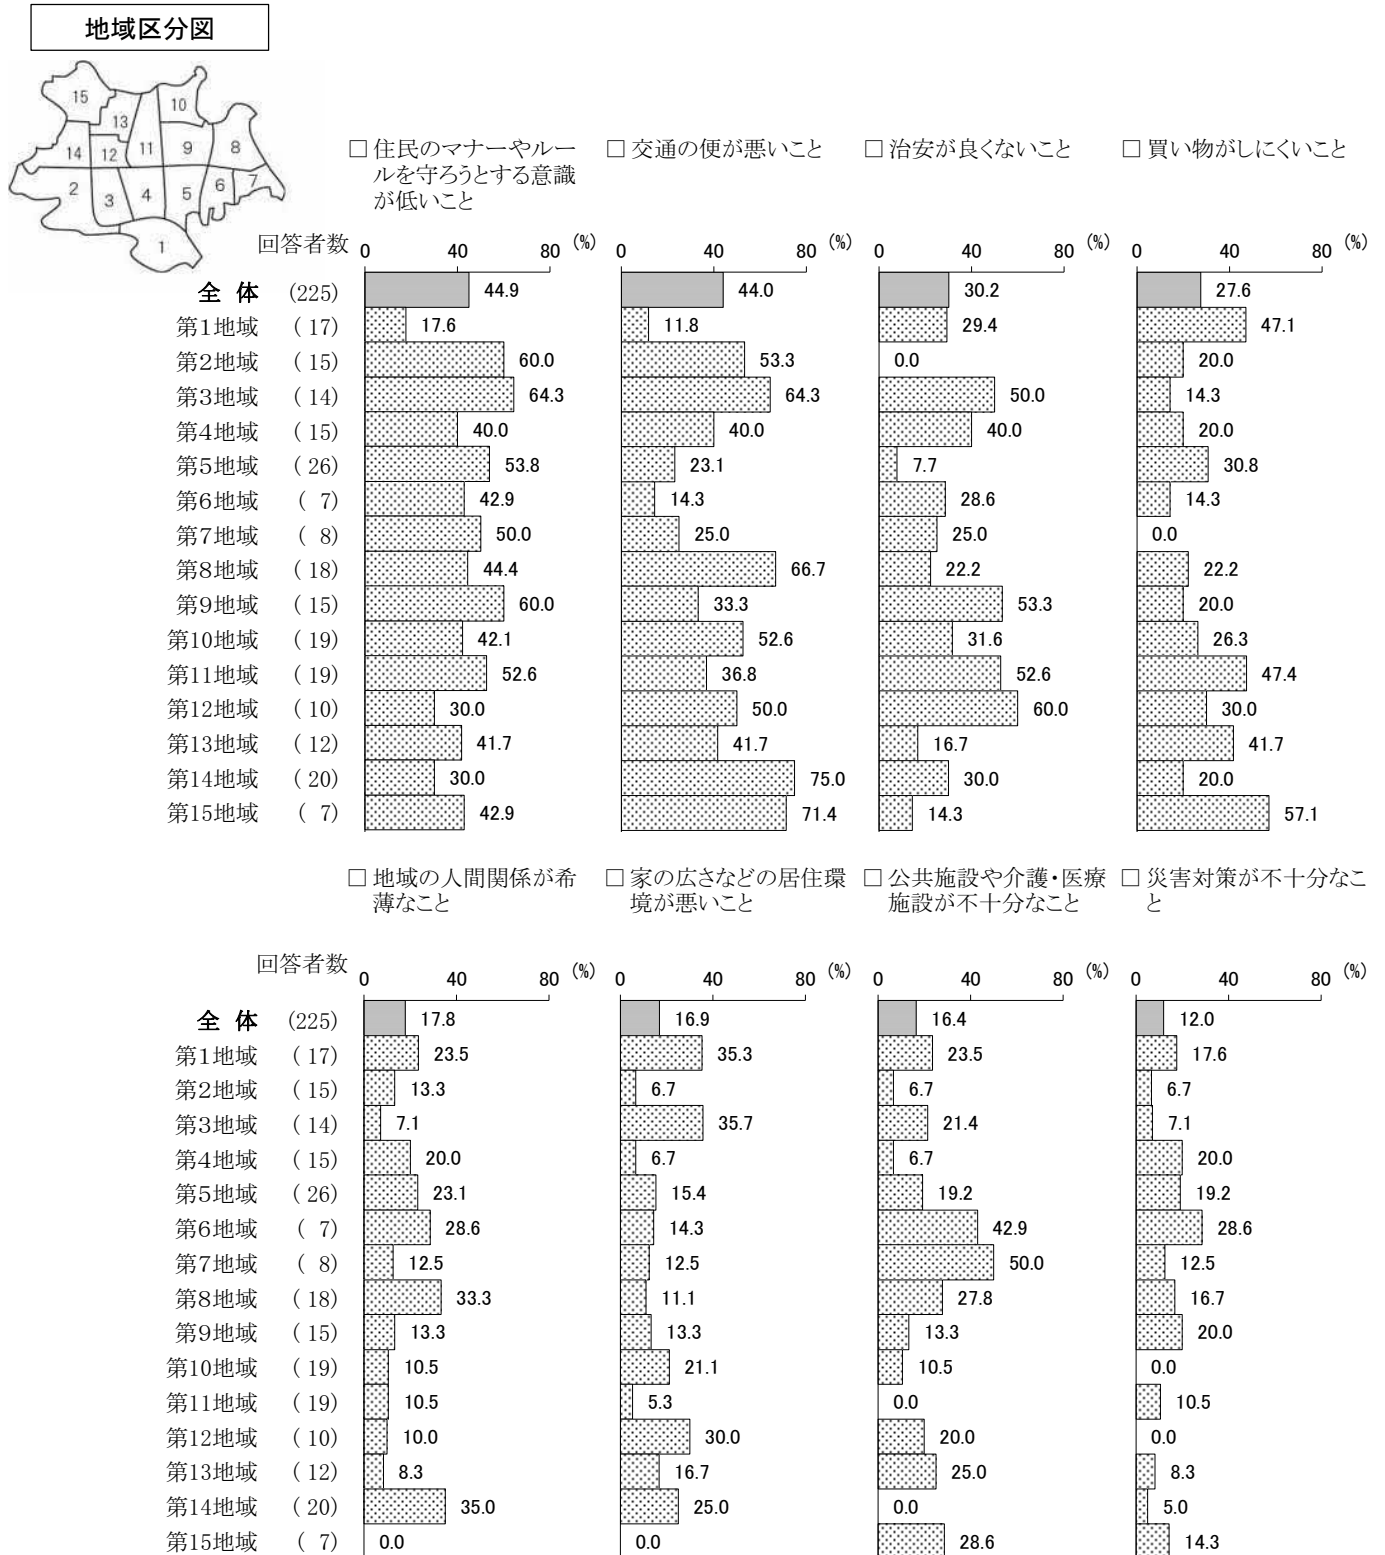 地域区分図
15
10
13
14
12
11
9
8
2
3
4
5
6
7
1
□ 住民のマナーやルー
ルを守ろうとする意識
が低いこと
□ 交通の便が悪いこと
□ 治安が良くないこと
□ 買い物がしにくいこと
回答者数 0 40 80 (%) 0 40 80 (%) 0 40 80 (%) 0 40 80 (%)
全 体 (225) 44.9 44.0 30.2 27.6
第1地域 ( 17) 17.6 11.8 29.4 47.1
第2地域 ( 15) 60.0 53.3 0.0 20.0
第3地域 ( 14) 64.3 64.3 50.0 14.3
第4地域 ( 15) 40.0 40.0 40.0 20.0
第5地域 ( 26) 53.8 23.1 7.7 30.8
第6地域 ( 7) 42.9 14.3 28.6 14.3
第7地域 ( 8) 50.0 25.0 25.0 0.0
第8地域 ( 18) 44.4 66.7 22.2 22.2
第9地域 ( 15) 60.0 33.3 53.3 20.0
第10地域 ( 19) 42.1 52.6 31.6 26.3
第11地域 ( 19) 52.6 36.8 52.6 47.4
第12地域 ( 10) 30.0 50.0 60.0 30.0
第13地域 ( 12) 41.7 41.7 16.7 41.7
第14地域 ( 20) 30.0 75.0 30.0 20.0
第15地域 ( 7) 42.9 71.4 14.3 57.1
□ 地域の人間関係が希
薄なこと
□ 家の広さなどの居住環
境が悪いこと
□ 公共施設や介護・医療
施設が不十分なこと
□ 災害対策が不十分なこ
と
回答者数 0 40 80 (%) 0 40 80 (%) 0 40 80 (%) 0 40 80 (%)
全 体 (225) 17.8 16.9 16.4 12.0
第1地域 ( 17) 23.5 35.3 23.5 17.6
第2地域 ( 15) 13.3 6.7 6.7 6.7
第3地域 ( 14) 7.1 35.7 21.4 7.1
第4地域 ( 15) 20.0 6.7 6.7 20.0
第5地域 ( 26) 23.1 15.4 19.2 19.2
第6地域 ( 7) 28.6 14.3 42.9 28.6
第7地域 ( 8) 12.5 12.5 50.0 12.5
第8地域 ( 18) 33.3 11.1 27.8 16.7
第9地域 ( 15) 13.3 13.3 13.3 20.0
第10地域 ( 19) 10.5 21.1 10.5 0.0
第11地域 ( 19) 10.5 5.3 0.0 10.5
第12地域 ( 10) 10.0 30.0 20.0 0.0
第13地域 ( 12) 8.3 16.7 25.0 8.3
第14地域 ( 20) 35.0 25.0 0.0 5.0
第15地域 ( 7) 0.0 0.0 28.6 14.3